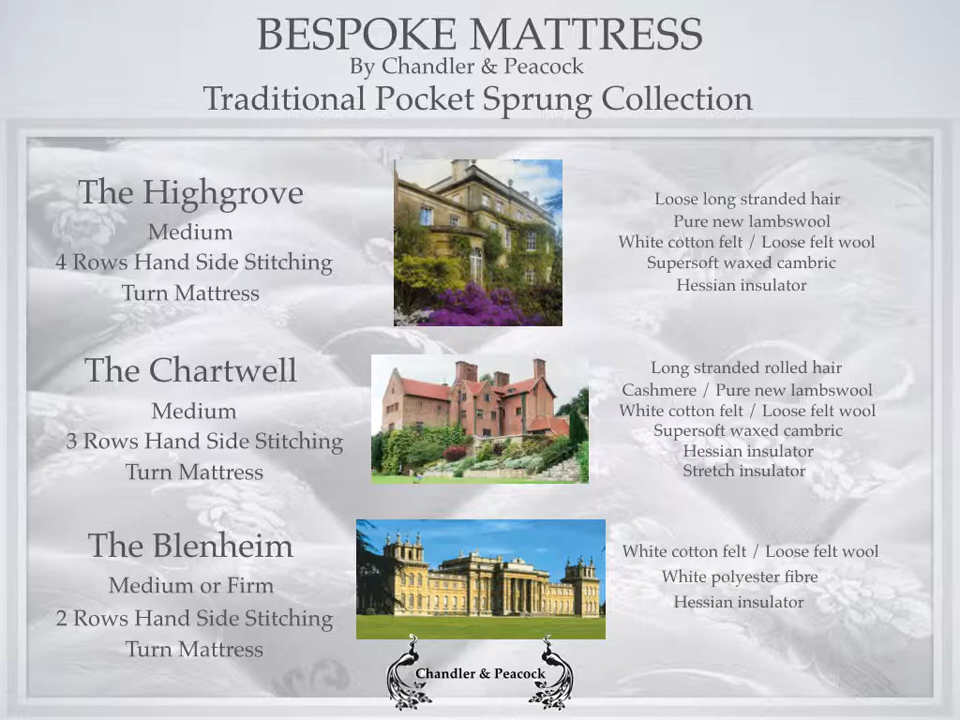 BESPOKE MATTRESS
By Chandler & Peacock
Traditional Pocket Sprung Collection
The Highgrove
Medium
4 Rows Hand Side Stitching
Turn Mattress
Loose long stranded hair
Pure new lambswool
White cotton felt / Loose felt wool
Supersoft waxed cambric
Hessian insulator
The Chartwell
Medium
3 Rows Hand Side Stitching
Turn Mattress
Long stranded rolled hair
Cashmere / Pure new lambswool
White cotton felt / Loose felt wool
Supersoft waxed cambric
Hessian insulator
Stretch insulator
The Blenheim
Medium or Firm
2 Rows Hand Side Stitching
Turn Mattress
White cotton felt / Loose felt wool
White polyester fibre
Hessian insulator
Chandler & Peacock